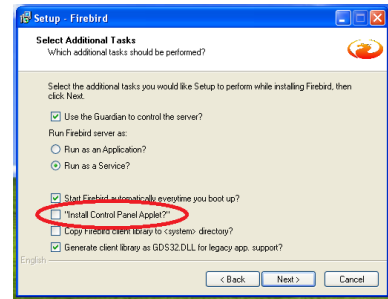 Setup - Firebird
Select Additional Tasks
Which additional tasks should be performed?
Select the additional tasks you would like Setup to perform while installing Firebird, then
click Next.
Use the Guardian to control the server?
Run Firebird server as:
Run as an Application?
Run as a Service?
Start Firebird automatically everytime you boot up?
"Install Control Panel Applet?"
Copy Firebird client library to <system> directory?
Generate client library as GDS32.DLL for legacy app. support?
English
< Back
Next >
Cancel